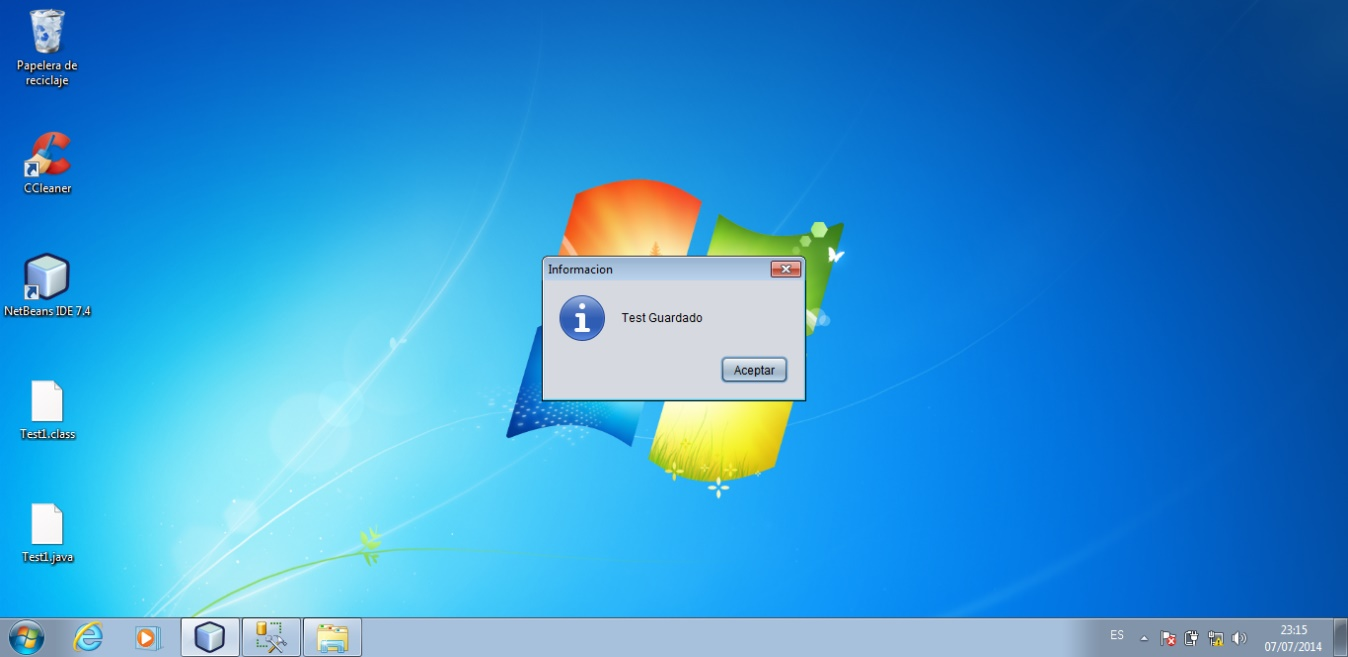 Papelera de
reciclaje
CCleaner
NetBeans IDE 7.4
Test1.class
Test1.java
Informacion
Test Guardado
Aceptar
ES
23:15
07/07/2014